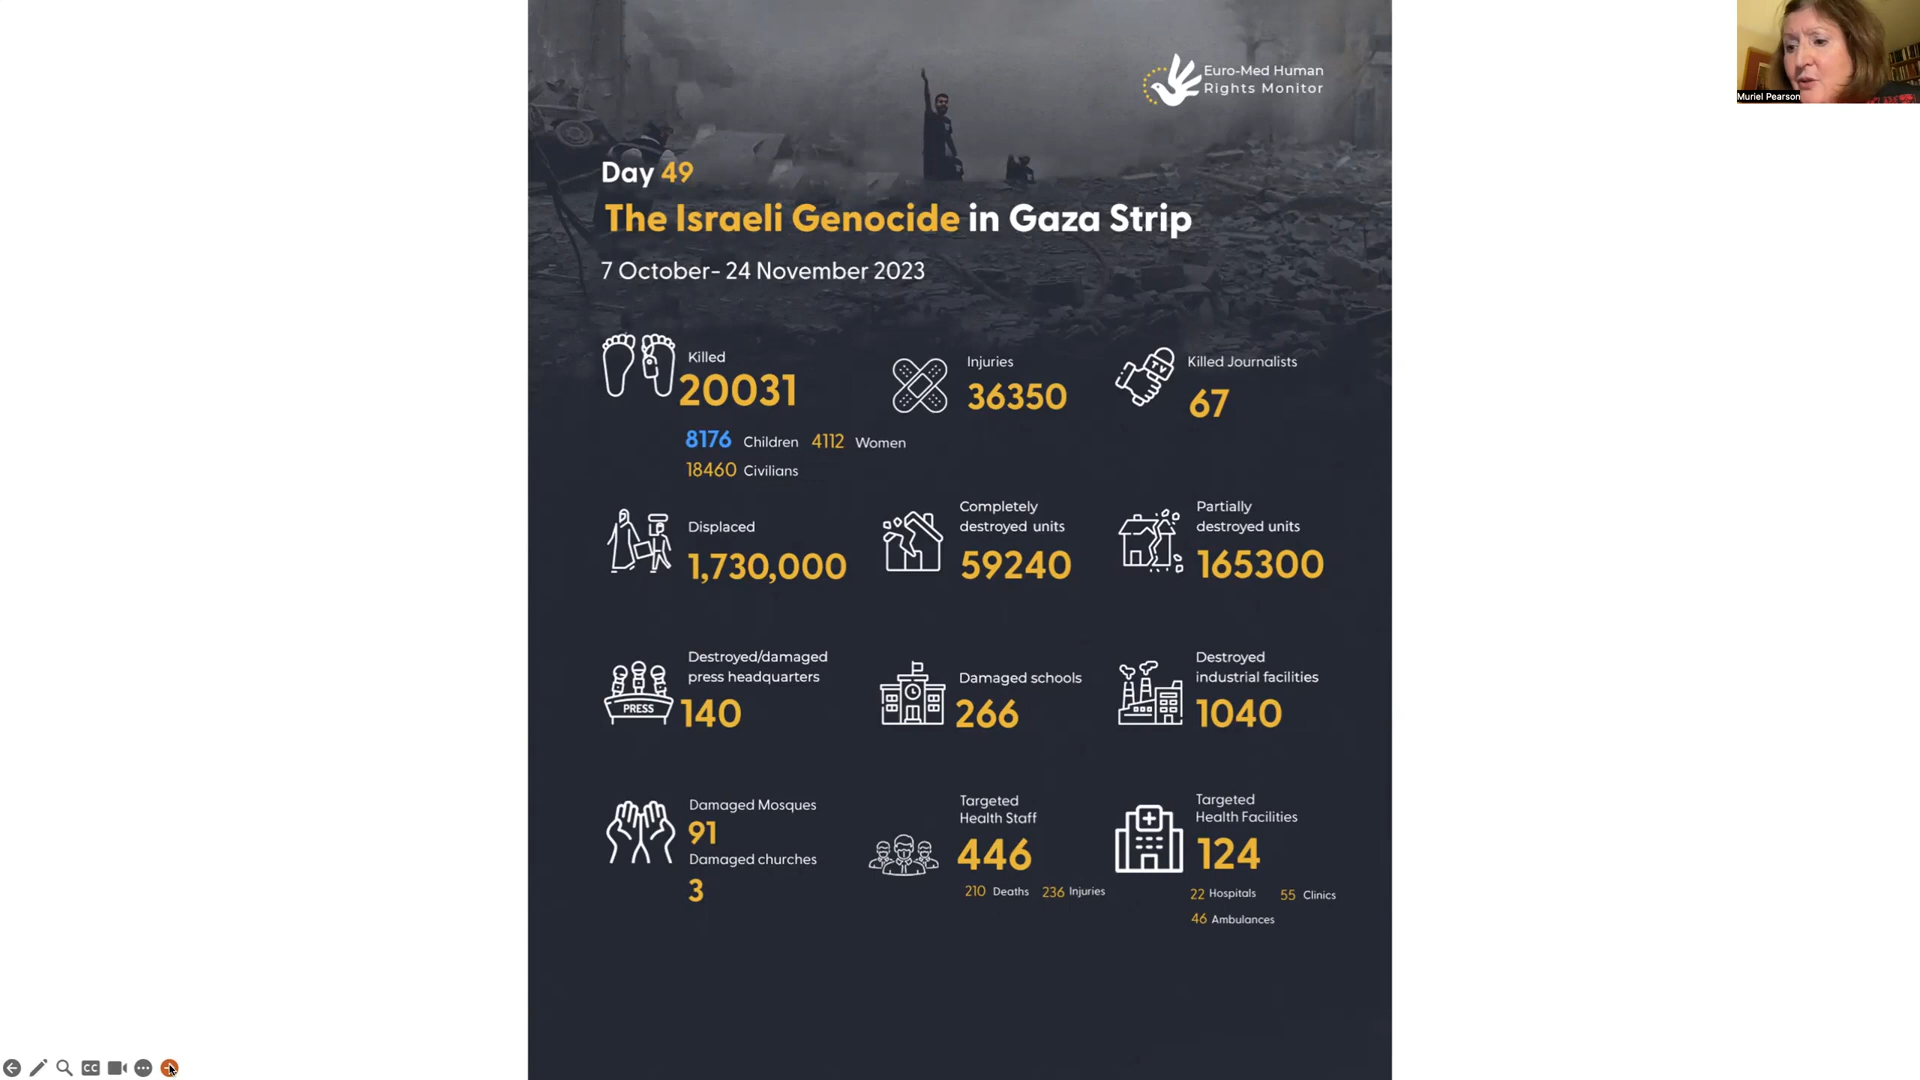 Euro-Med Human
Rights Monitor
Muriel Pearson
Day 49
The Israeli Genocide in Gaza Strip
7 October- 24 November 2023
Killed
20031
8176 Children 4112 Women
18460 Civilians
Injuries
36350
TV
Killed Journalists
67
Displaced
1,730,000
Completely
destroyed units
59240
Partially
destroyed units
165300
PRESS
Destroyed/damaged
press headquarters
140
Damaged schools
266
Destroyed
industrial facilities
1040
Damaged Mosques
91
Damaged churches
3
Targeted
Health Staff
446
210 Deaths 236 Injuries
Targeted
Health Facilities
124
22 Hospitals 55 Clinics
46 Ambulances
CC